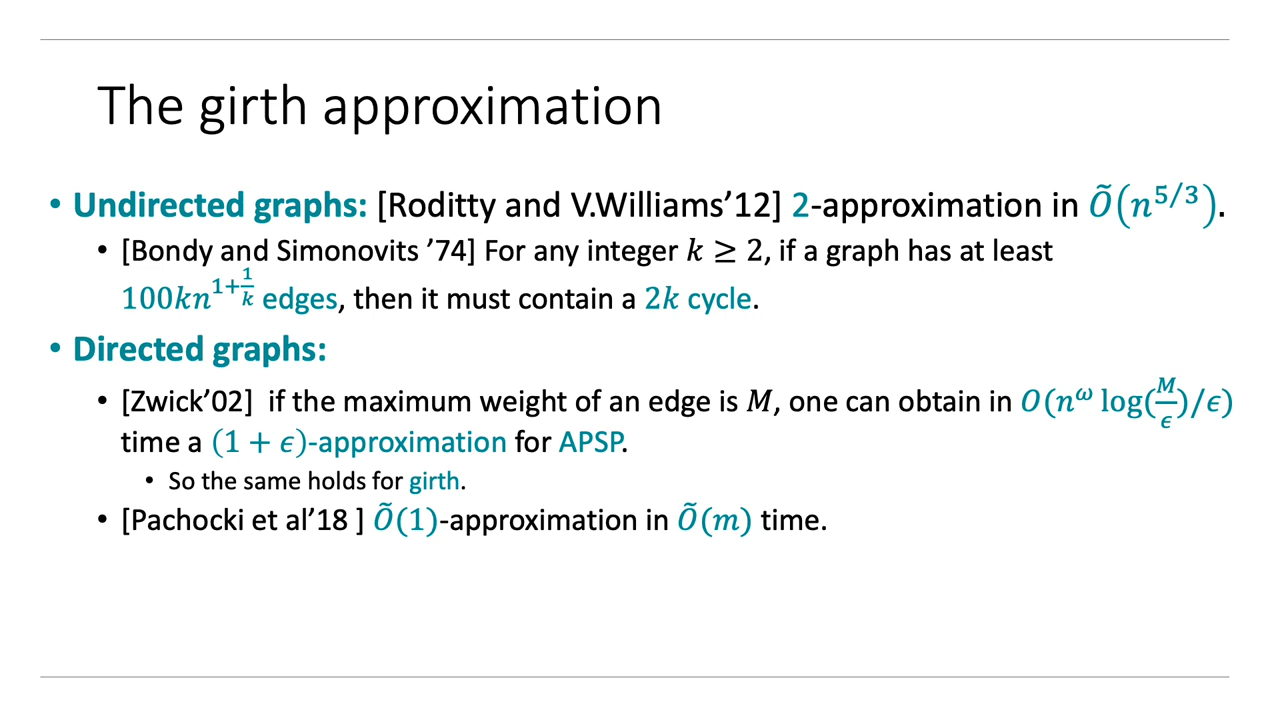 The girth approximation
• Undirected graphs: [Roditty and V.Williams’12] 2-approximation in Õ(n^{5/3}).
• [Bondy and Simonovits ’74] For any integer k ≥ 2, if a graph has at least
100kn^{1+\frac{1}{k}} edges, then it must contain a 2k cycle.
• Directed graphs:
• [Zwick’02] if the maximum weight of an edge is M, one can obtain in O(n^ω log(\frac{M}{ϵ})/ϵ)
time a (1 + ϵ)-approximation for APSP.
• So the same holds for girth.
• [Pachocki et al’18 ] Õ(1)-approximation in Õ(m) time.